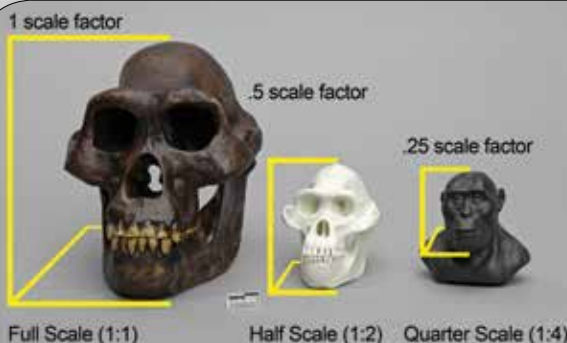 1 scale factor
.5 scale factor
.25 scale factor
Full Scale (1:1)
Half Scale (1:2)
Quarter Scale (1:4)